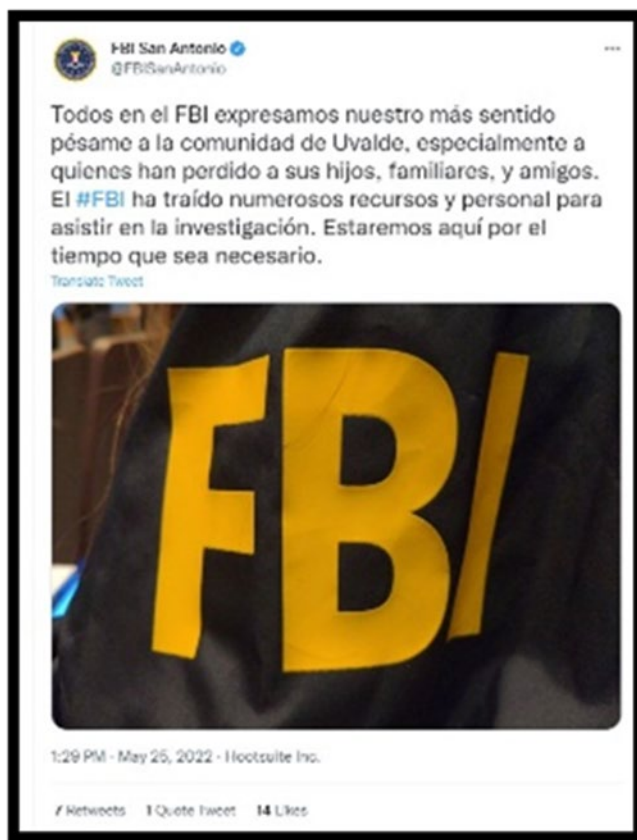 FBI San Antonio
@FBISanAntonio
Todos en el FBI expresamos nuestro más sentido
pésame a la comunidad de Uvalde, especialmente a
quienes han perdido a sus hijos, familiares, y amigos.
El #FBI ha traído numerosos recursos y personal para
asistir en la investigación. Estaremos aquí por el
tiempo que sea necesario.
Translate Tweet
FBI
1:29 PM · May 25, 2022 · Hootsuite Inc.
7 Retweets 1 Quote Tweet 14 Likes